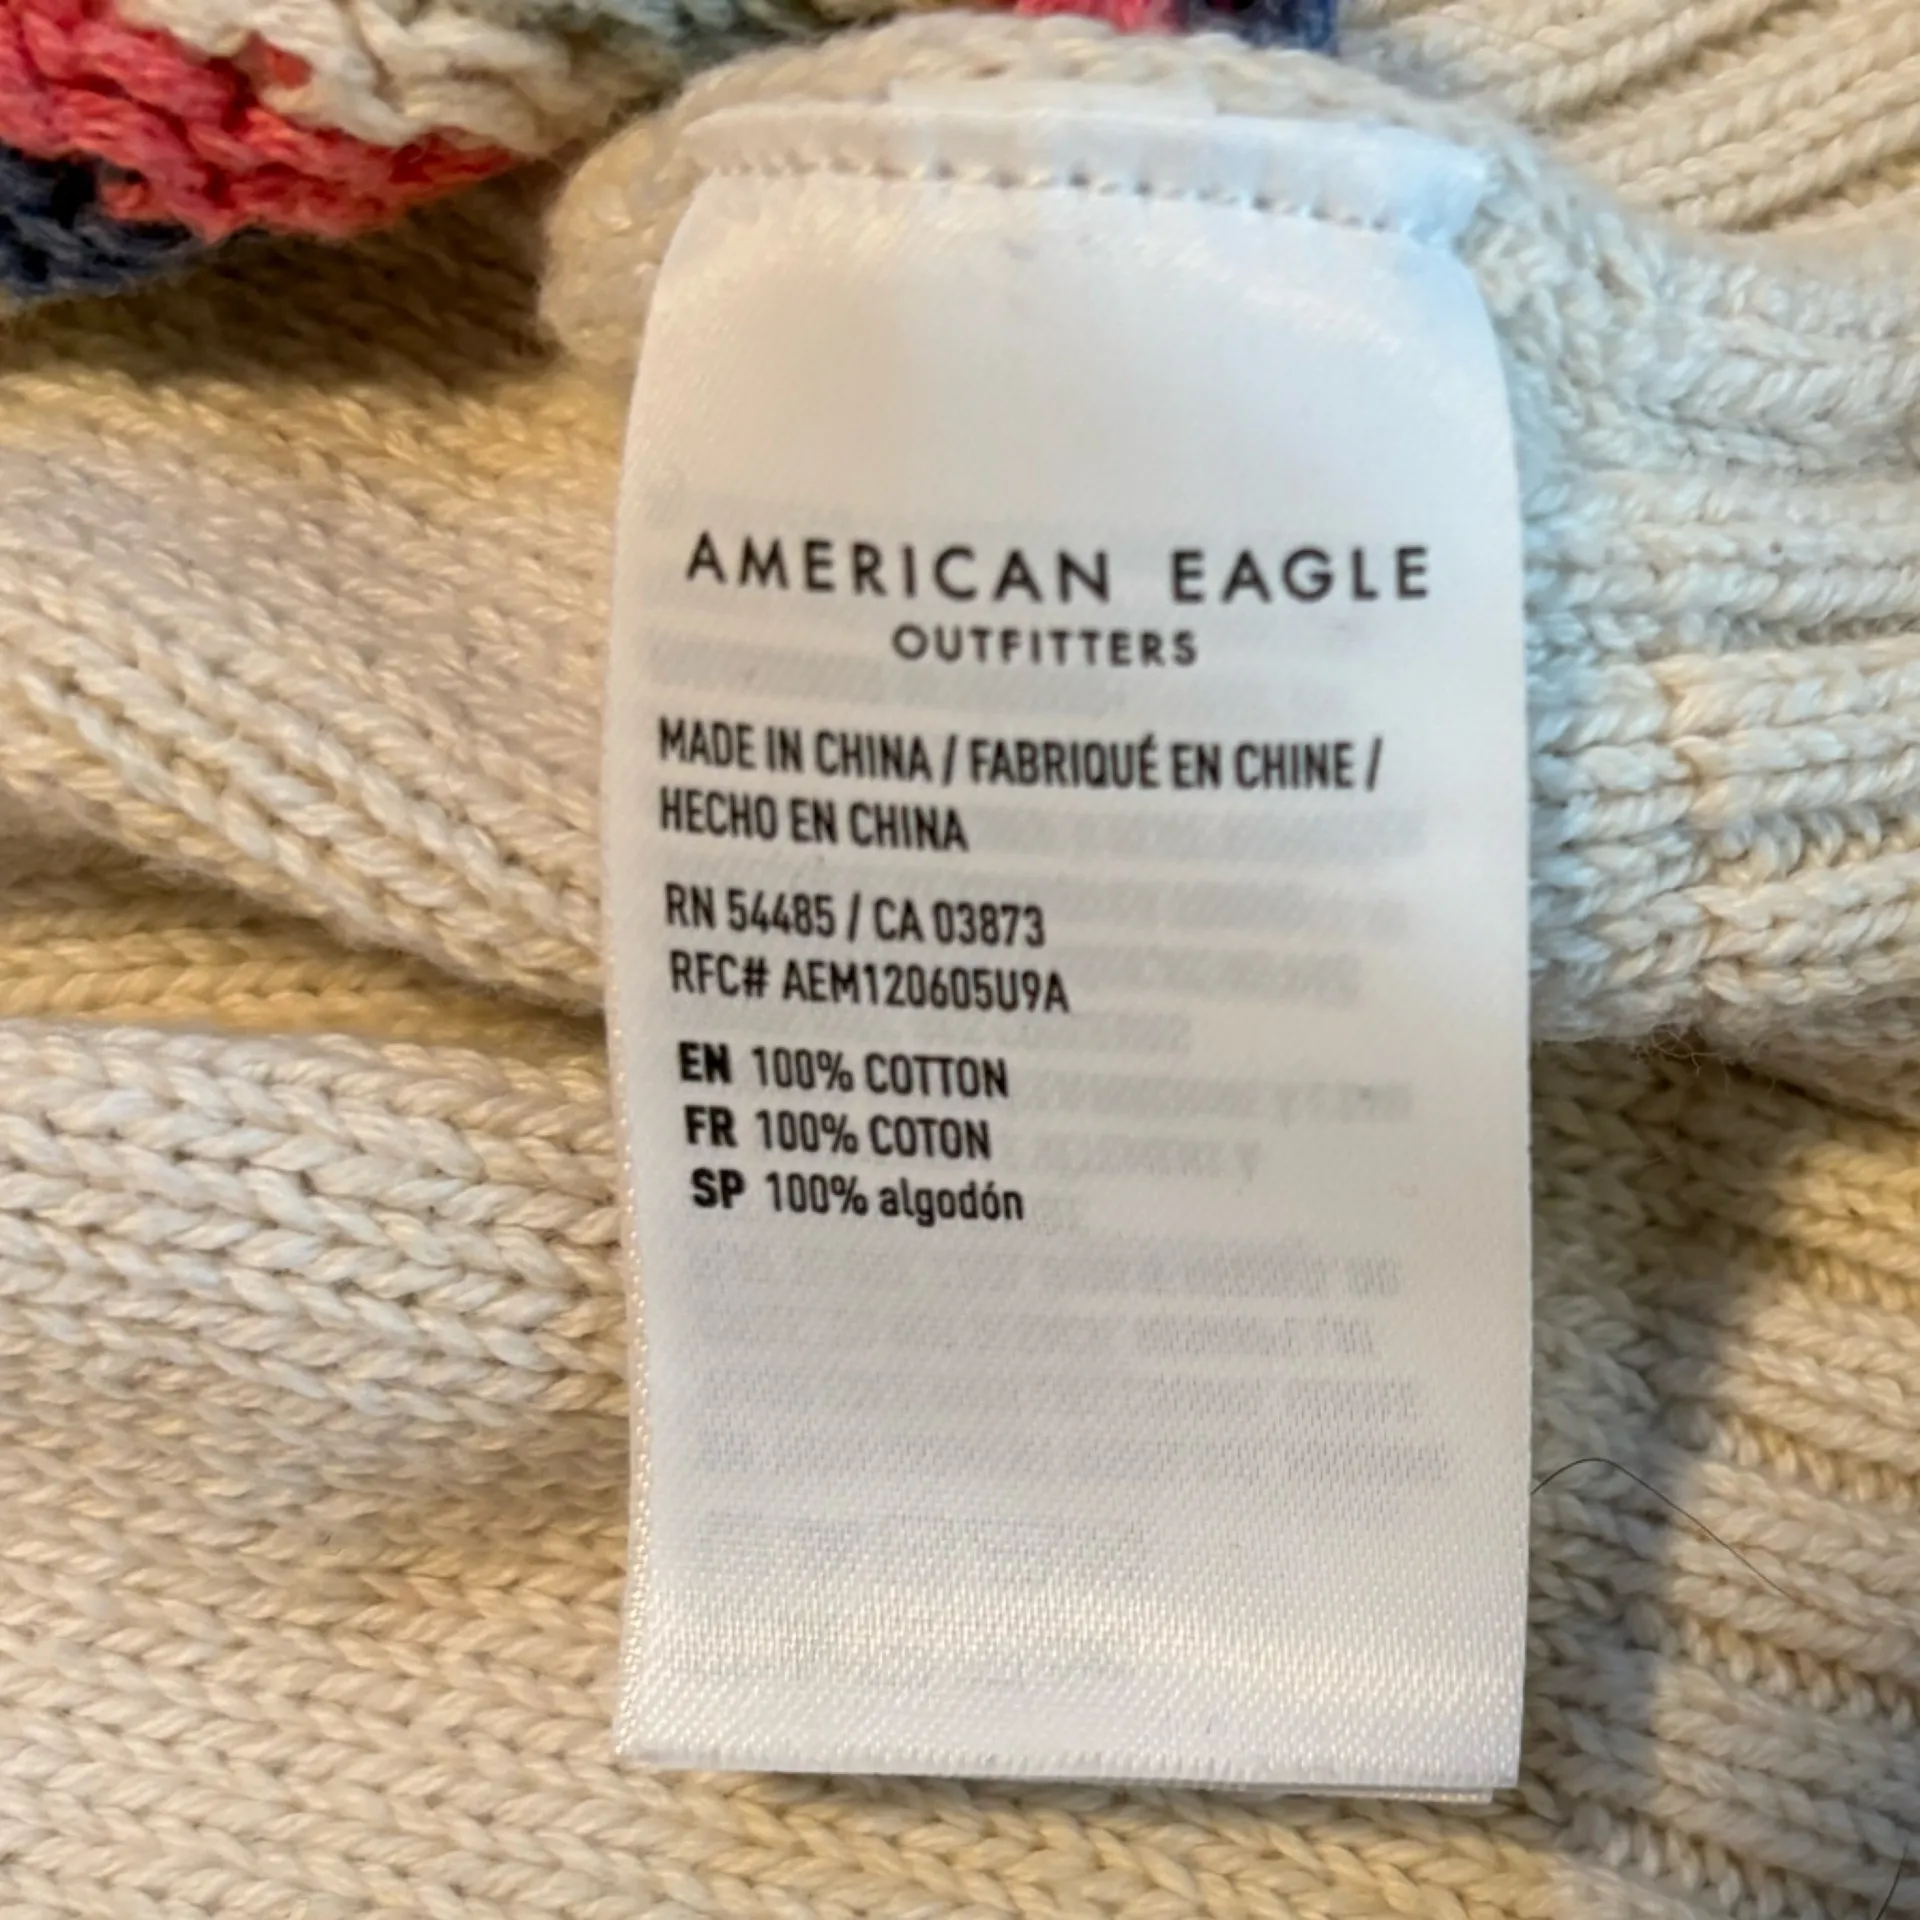 AMERICAN EAGLE
OUTFITTERS
MADE IN CHINA / FABRIQUÉ EN CHINE /
HECHO EN CHINA
RN 54485 / CA 03873
RFC# AEM120605U9A
EN 100% COTTON
FR 100% COTON
SP 100% algodón